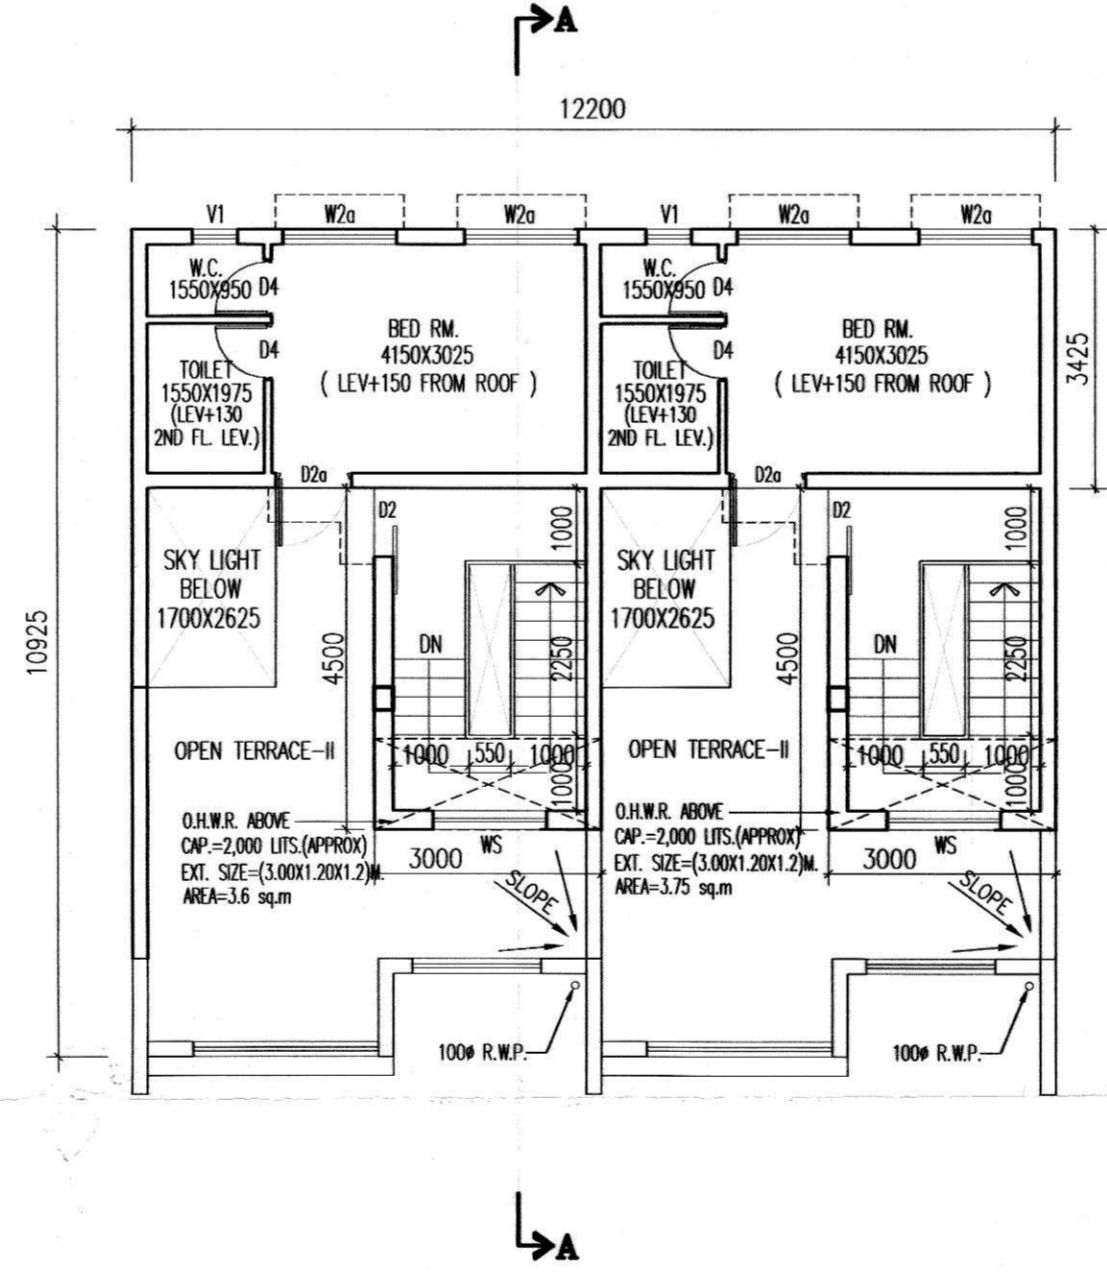 A
12200
V1 W2a W2a V1 W2a W2a
W.C.
1550X950 D4
W.C.
1550X950 D4
BED RM.
4150X3025
( LEV+150 FROM ROOF )
BED RM.
4150X3025
( LEV+150 FROM ROOF )
3425
D4
TOILET
1550X1975
(LEV+130
2ND FL. LEV.)
D4
TOILET
1550X1975
(LEV+130
2ND FL. LEV.)
D2a
D2a
D2
1000
D2
1000
SKY LIGHT
BELOW
1700X2625
SKY LIGHT
BELOW
1700X2625
10925
4500
DN
2250
4500
DN
2250
OPEN TERRACE-II
1000 550 1000
1000
OPEN TERRACE-II
1000 550 1000
1000
O.H.W.R. ABOVE
CAP.=2,000 LITS.(APPROX)
EXT. SIZE=(3.00X1.20X1.2)M.
AREA=3.6 sq.m
WS
3000
SLOPE
O.H.W.R. ABOVE
CAP.=2,000 LITS.(APPROX)
EXT. SIZE=(3.00X1.20X1.2)M.
AREA=3.75 sq.m
WS
3000
SLOPE
100ø R.W.P.
100ø R.W.P.
A